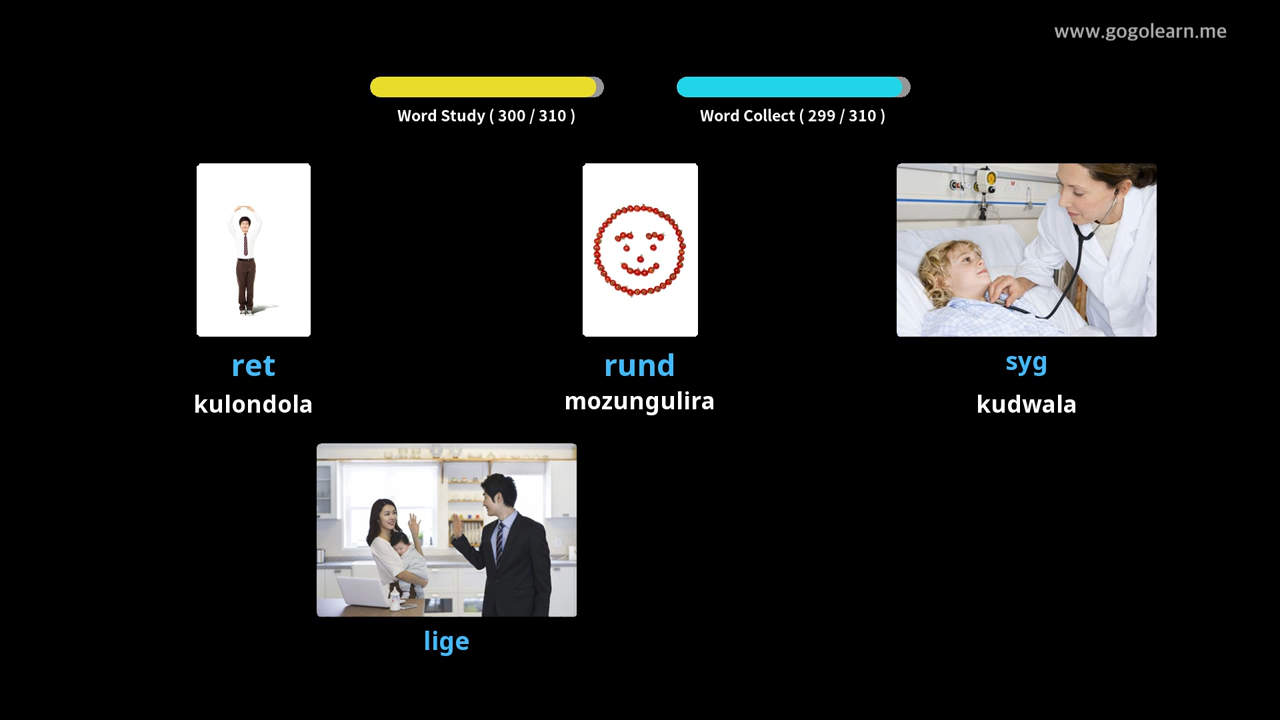 www.gogolearn.me
Word Study ( 300 / 310 )
Word Collect ( 299 / 310 )
ret
kulondola
rund
mozungulira
syg
kudwala
lige